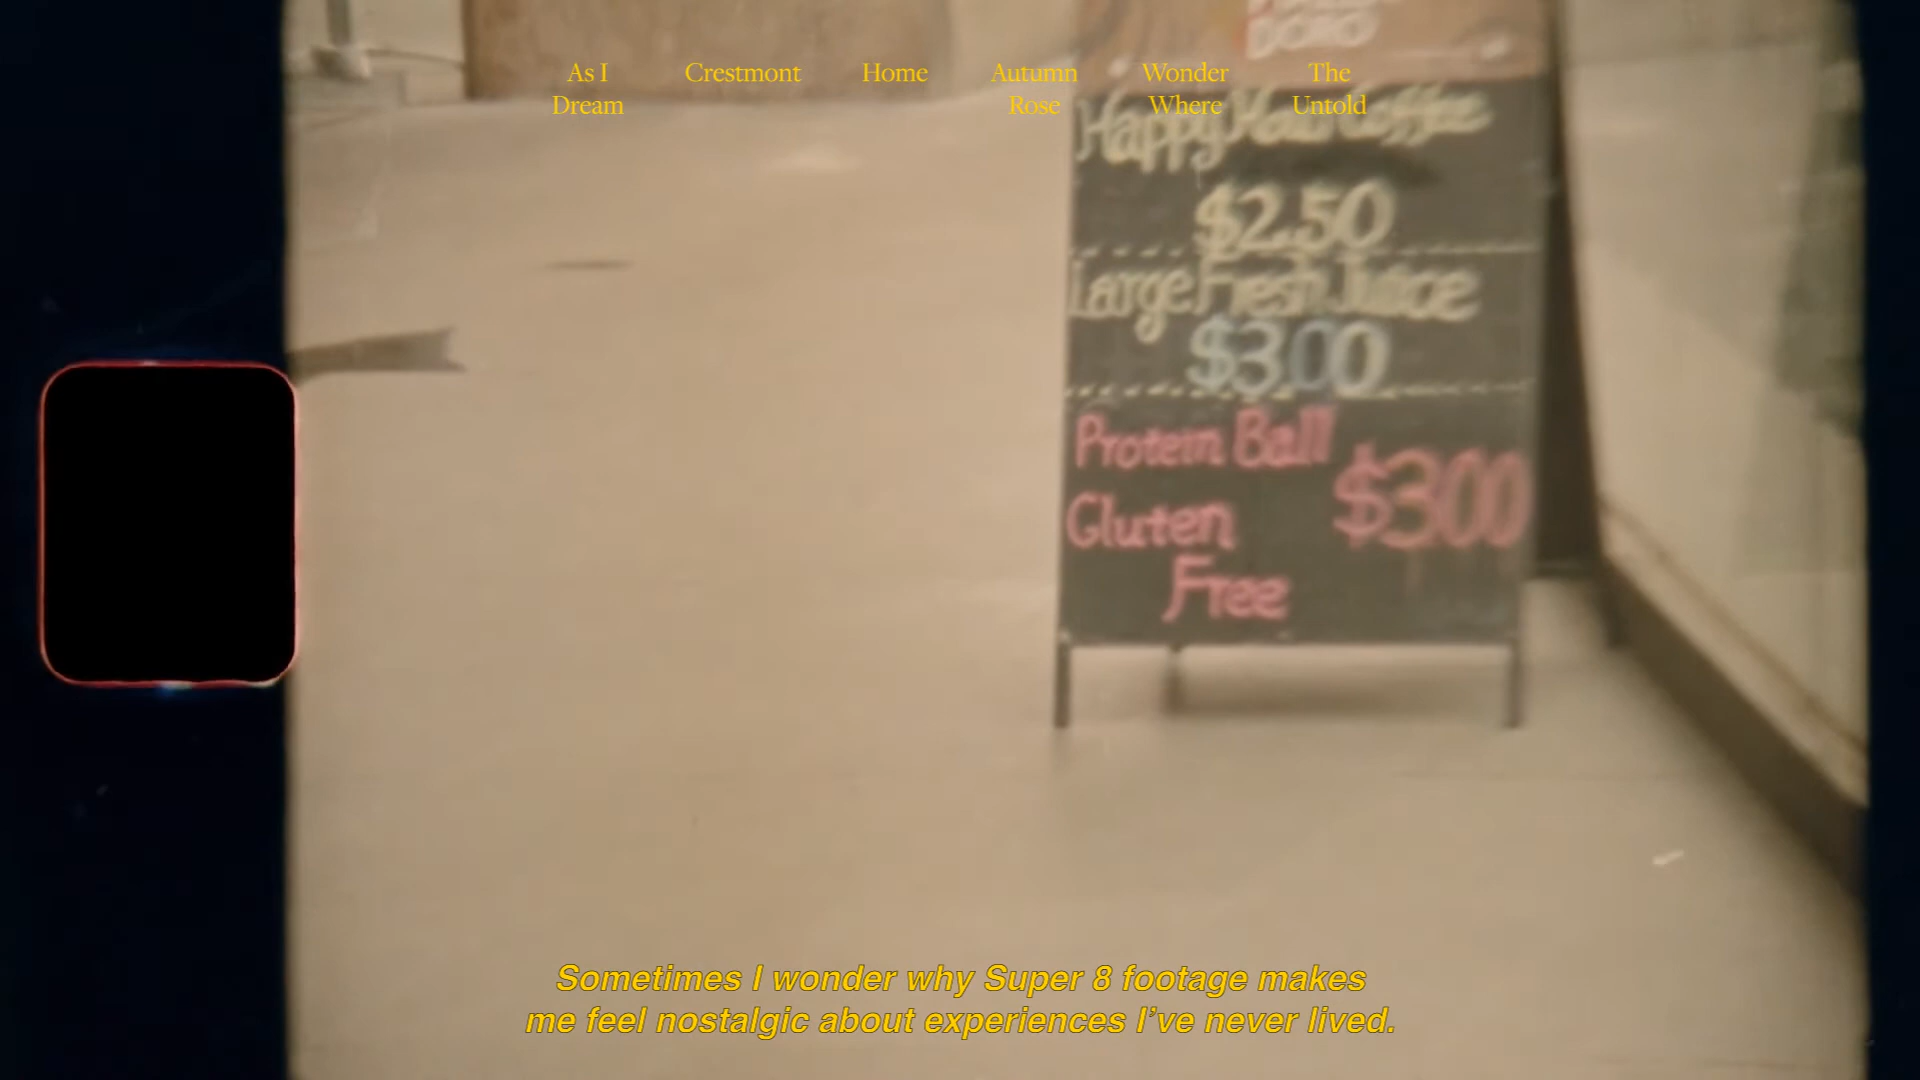 As I
Dream
Crestmont
Home
Autumn
Rose
Wonder
Where
The
Untold
Happy Hour Coffee
$2.50
Large Fresh Juice
$3.00
Protein Ball
$300
Gluten
Free
Sometimes I wonder why Super 8 footage makes
me feel nostalgic about experiences I’ve never lived.